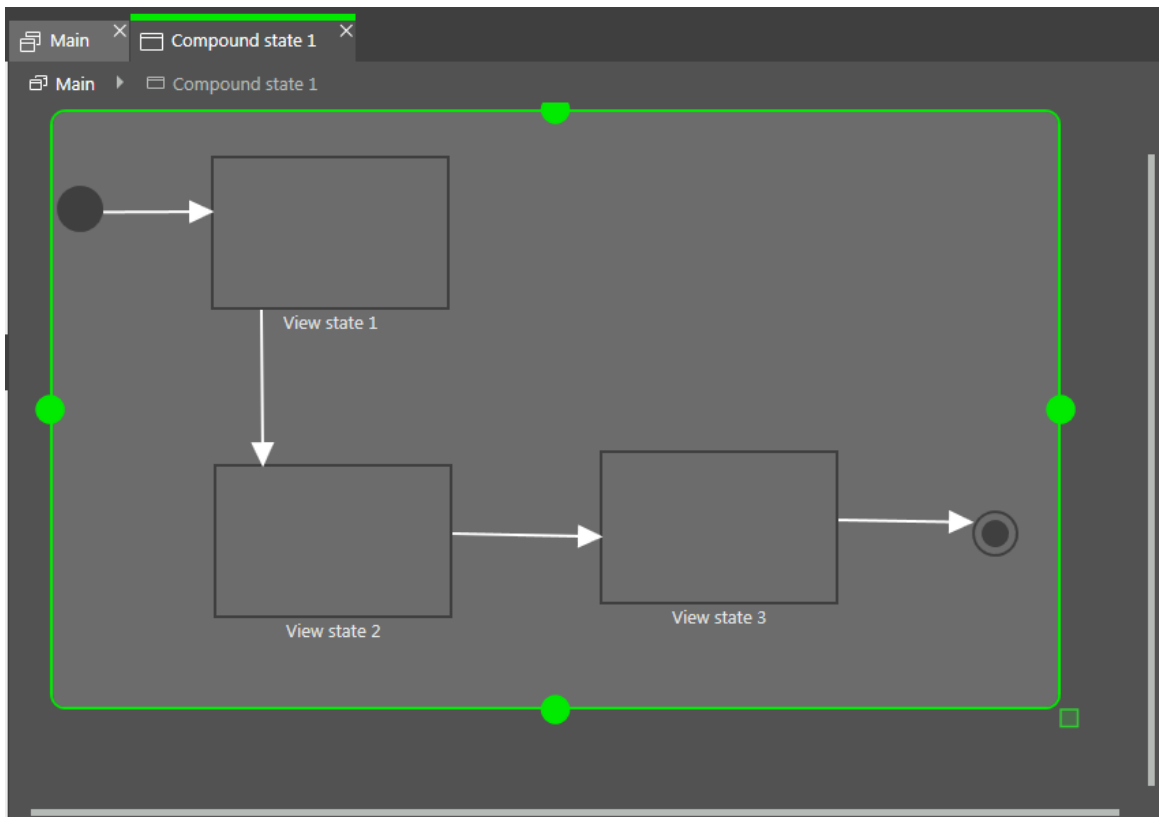 Main
Compound state 1
Main
Compound state 1
View state 1
View state 2
View state 3